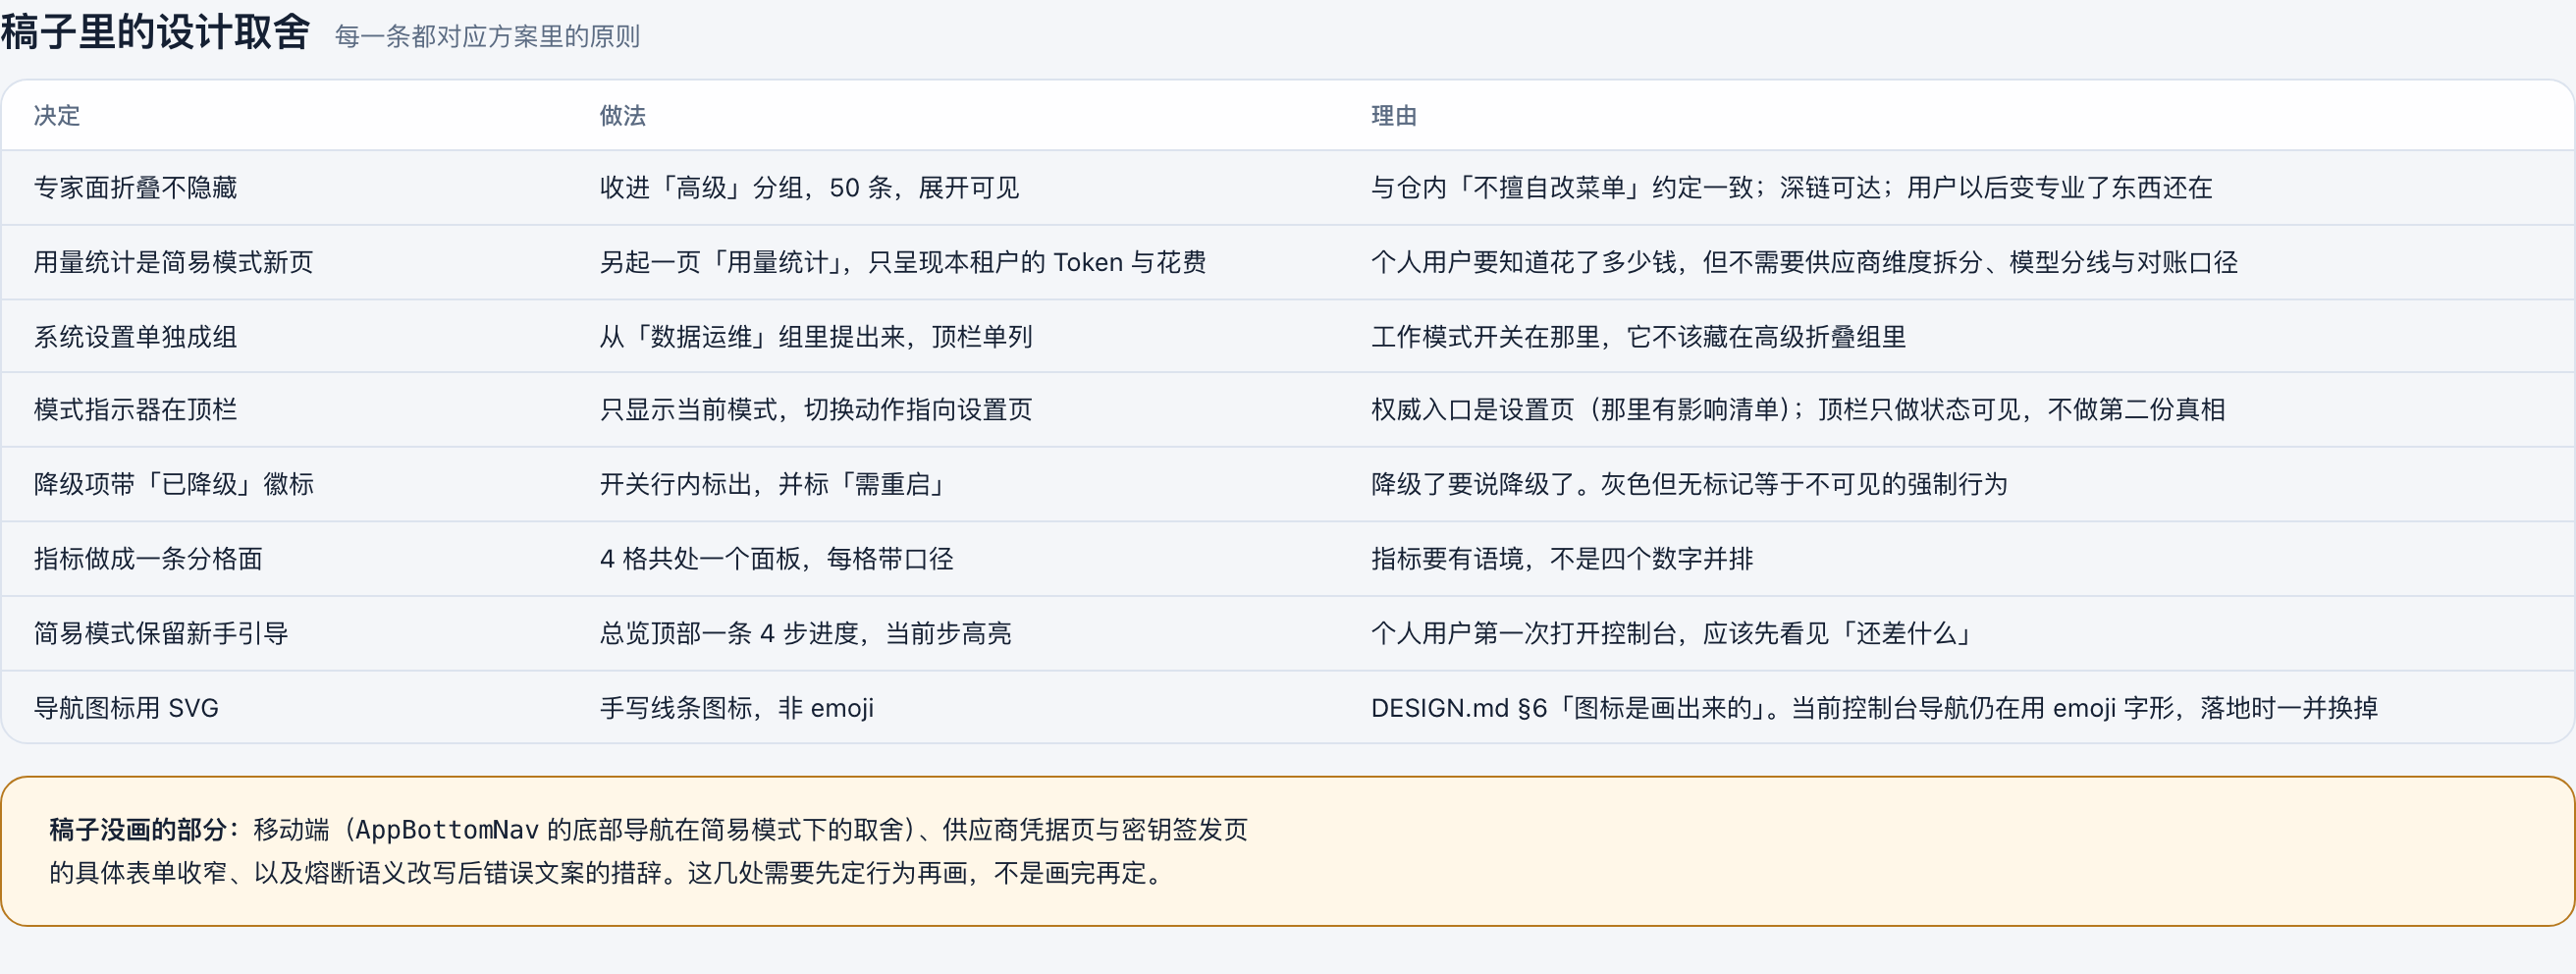 稿子里的设计取舍 每一条都对应方案里的原则
决定 做法 理由
专家面折叠不隐藏 收进「高级」分组，50 条，展开可见 与仓内「不擅自改菜单」约定一致；深链可达；用户以后变专业了东西还在
用量统计是简易模式新页 另起一页「用量统计」，只呈现本租户的 Token 与花费 个人用户要知道花了多少钱，但不需要供应商维度拆分、模型分线与对账口径
系统设置单独成组 从「数据运维」组里提出来，顶栏单列 工作模式开关在那里，它不该藏在高级折叠组里
模式指示器在顶栏 只显示当前模式，切换动作指向设置页 权威入口是设置页（那里有影响清单）；顶栏只做状态可见，不做第二份真相
降级项带「已降级」徽标 开关行内标出，并标「需重启」 降级了要说降级了。灰色但无标记等于不可见的强制行为
指标做成一条分格面 4 格共处一个面板，每格带口径 指标要有语境，不是四个数字并排
简易模式保留新手引导 总览顶部一条 4 步进度，当前步高亮 个人用户第一次打开控制台，应该先看见「还差什么」
导航图标用 SVG 手写线条图标，非 emoji DESIGN.md §6「图标是画出来的」。当前控制台导航仍在用 emoji 字形，落地时一并换掉
稿子没画的部分：移动端（AppBottomNav 的底部导航在简易模式下的取舍）、供应商凭据页与密钥签发页
的具体表单收窄、以及熔断语义改写后错误文案的措辞。这几处需要先定行为再画，不是画完再定。